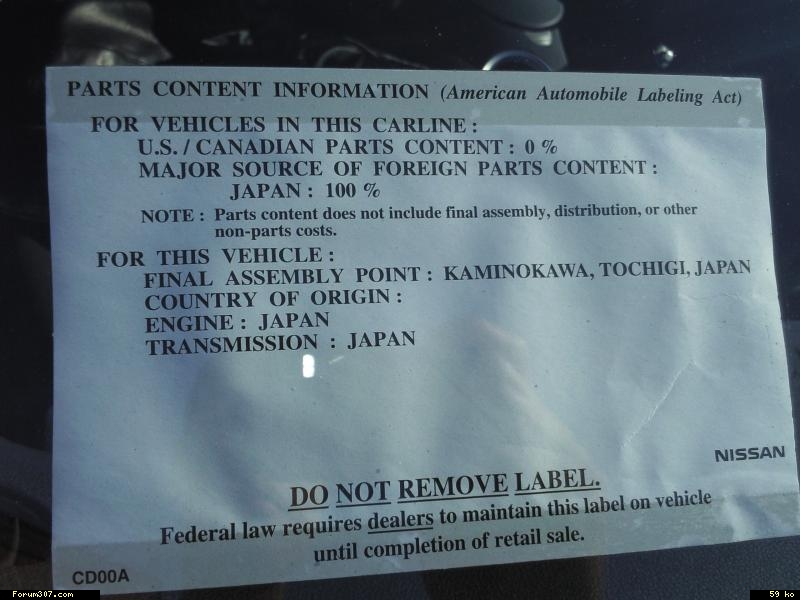 PARTS CONTENT INFORMATION (American Automobile Labeling Act)
FOR VEHICLES IN THIS CARLINE :
U.S. / CANADIAN PARTS CONTENT : 0 %
MAJOR SOURCE OF FOREIGN PARTS CONTENT :
JAPAN : 100 %
NOTE : Parts content does not include final assembly, distribution, or other
non-parts costs.
FOR THIS VEHICLE :
FINAL ASSEMBLY POINT : KAMINOKAWA, TOCHIGI, JAPAN
COUNTRY OF ORIGIN :
ENGINE : JAPAN
TRANSMISSION : JAPAN
NISSAN
DO NOT REMOVE LABEL.
Federal law requires dealers to maintain this label on vehicle
until completion of retail sale.
CD00A
Forum307.com
59 ko